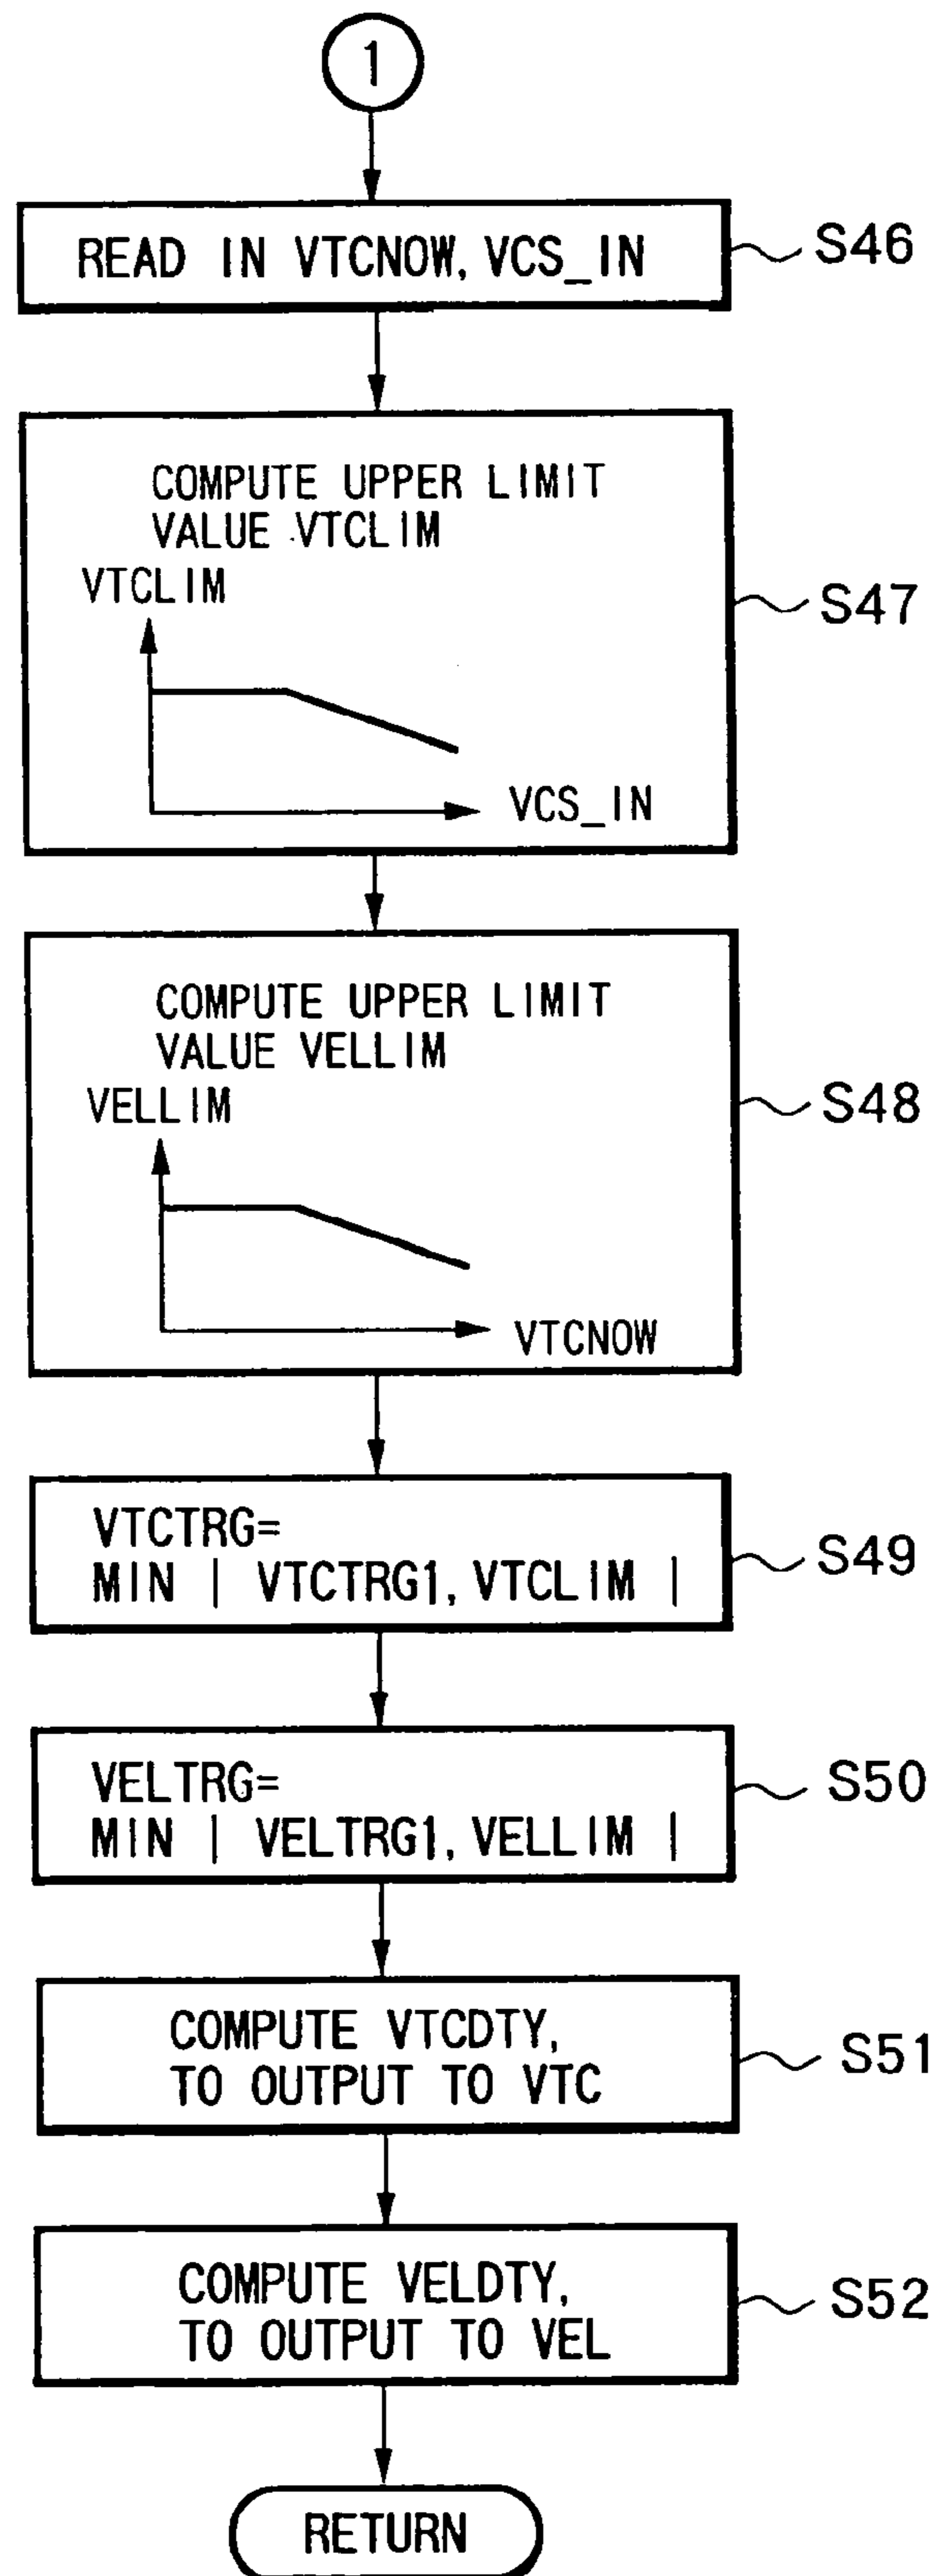 1
READ IN VTCNOW, VCS_IN
S46
COMPUTE UPPER LIMIT
VALUE VTCLIM
VTCLIM
S47
VCS_IN
COMPUTE UPPER LIMIT
VALUE VELLIM
VELLIM
S48
VTCNOW
VTCTRG=
MIN | VTCTRG1, VTCLIM |
S49
VELTRG=
MIN | VELTRG1, VELLIM |
S50
COMPUTE VTCDTY,
TO OUTPUT TO VTC
S51
COMPUTE VELDTY,
TO OUTPUT TO VEL
S52
RETURN